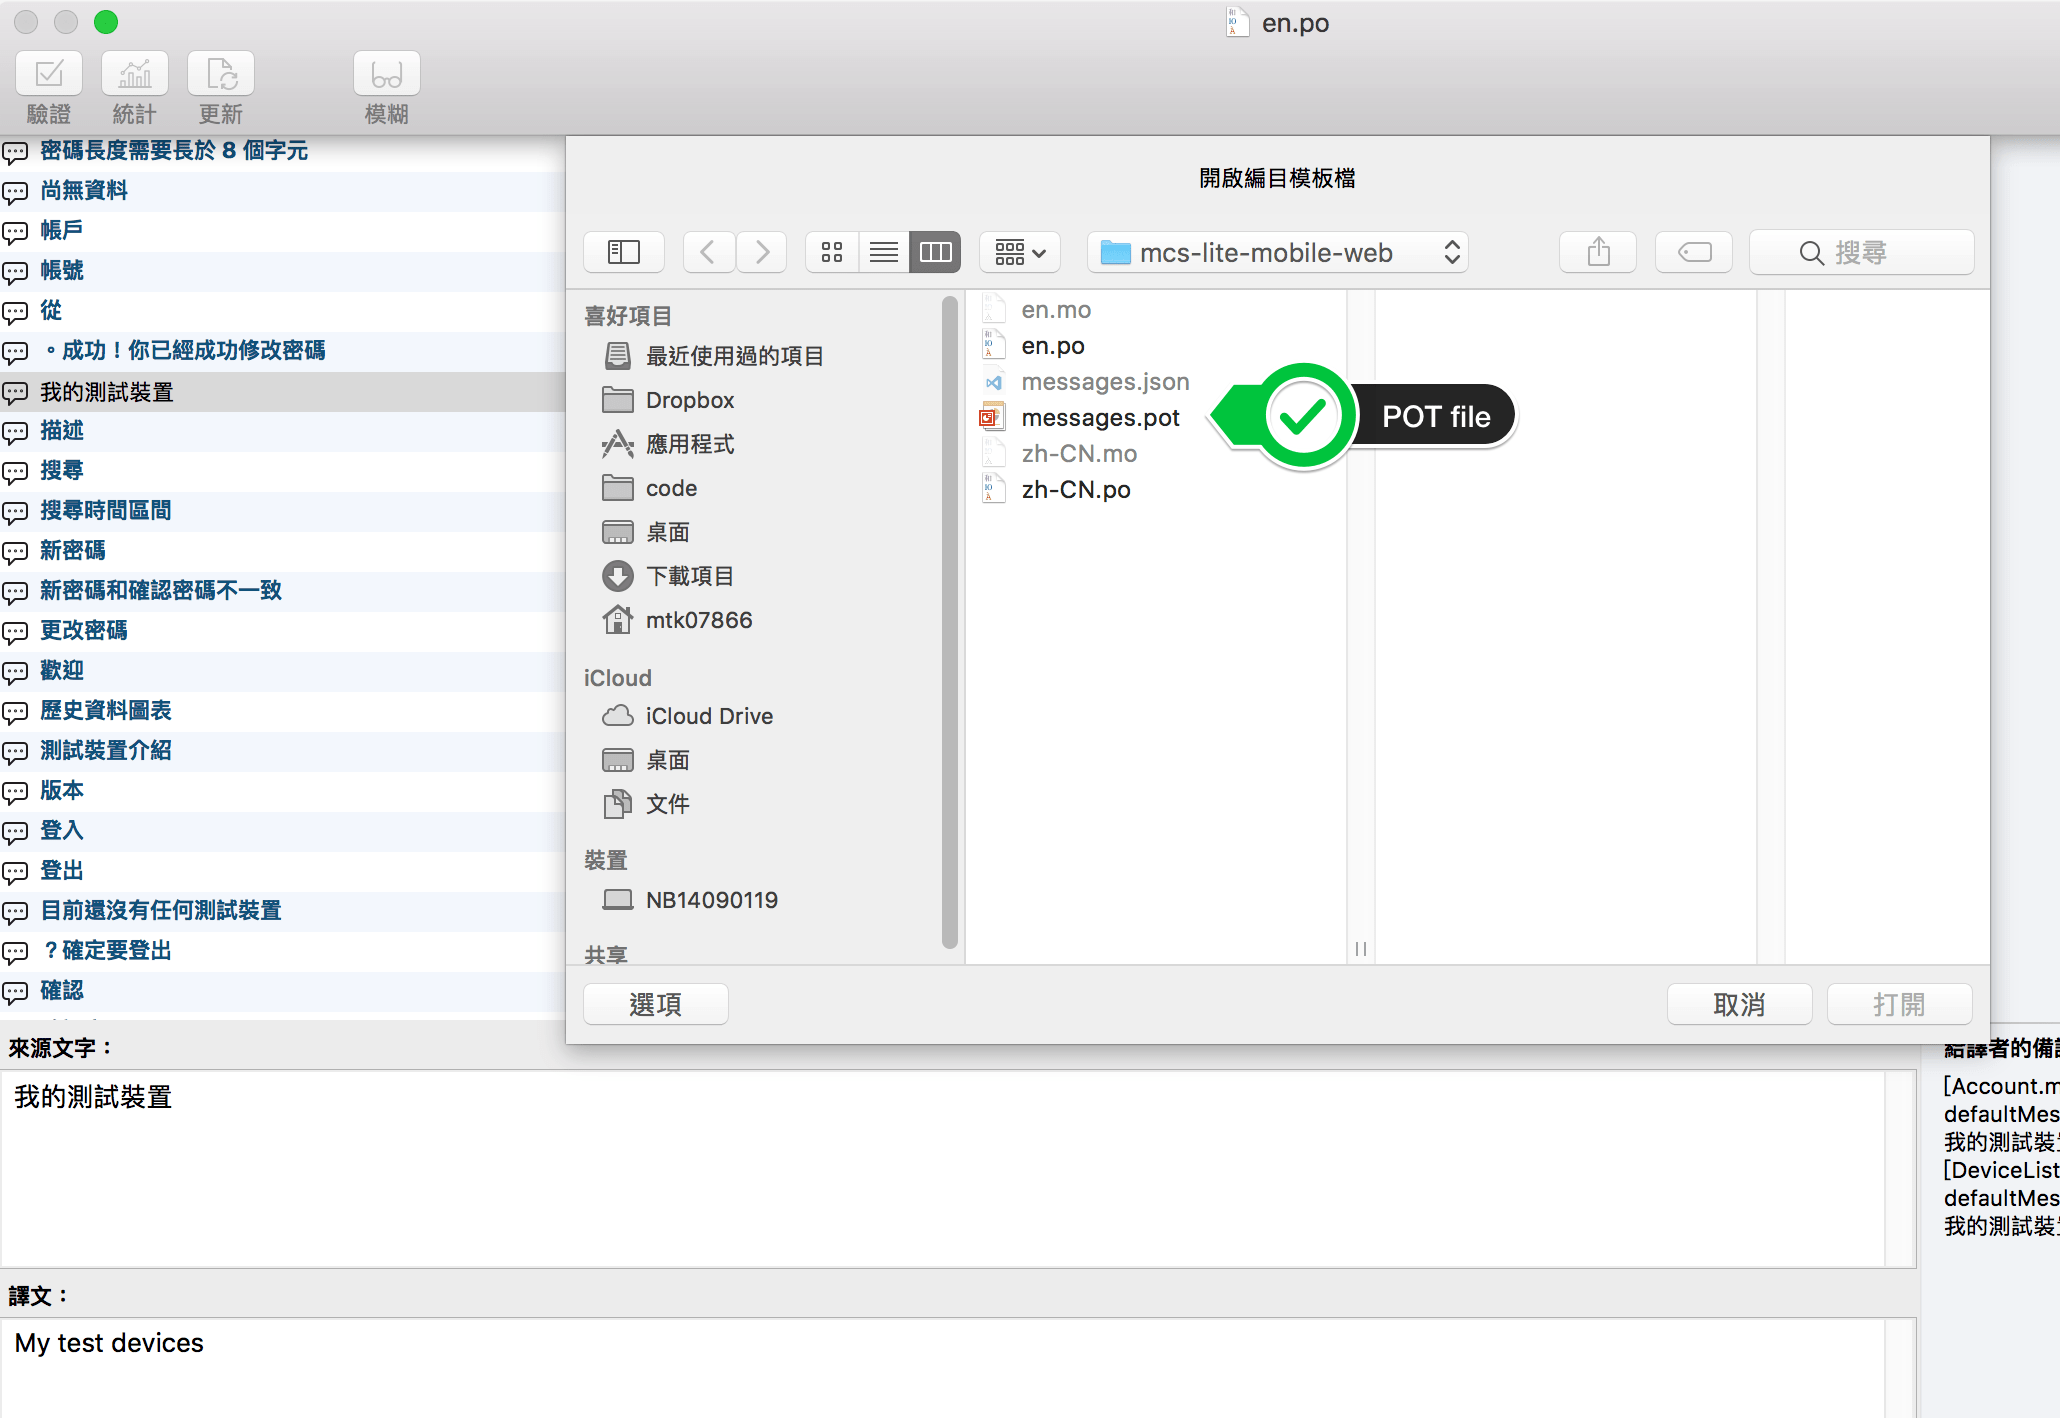 en.po
驗證
統計
更新
模糊
密碼長度需要長於 8 個字元
尚無資料
帳戶
帳號
從
。成功！你已經成功修改密碼
我的測試裝置
描述
搜尋
搜尋時間區間
新密碼
新密碼和確認密碼不一致
更改密碼
歡迎
歷史資料圖表
測試裝置介紹
版本
登入
登出
目前還沒有任何測試裝置
？確定要登出
確認
開啟編目模板檔
mcs-lite-mobile-web
搜尋
喜好項目
最近使用過的項目
Dropbox
應用程式
code
桌面
下載項目
mtk07866
iCloud
iCloud Drive
桌面
文件
裝置
NB14090119
共享
en.mo
en.po
messages.json
messages.pot
zh-CN.mo
zh-CN.po
POT file
選項
取消
打開
來源文字：
我的測試裝置
譯文：
My test devices
給譯者的備
[Account.m
defaultMes
我的測試裝
[DeviceList
defaultMes
我的測試裝